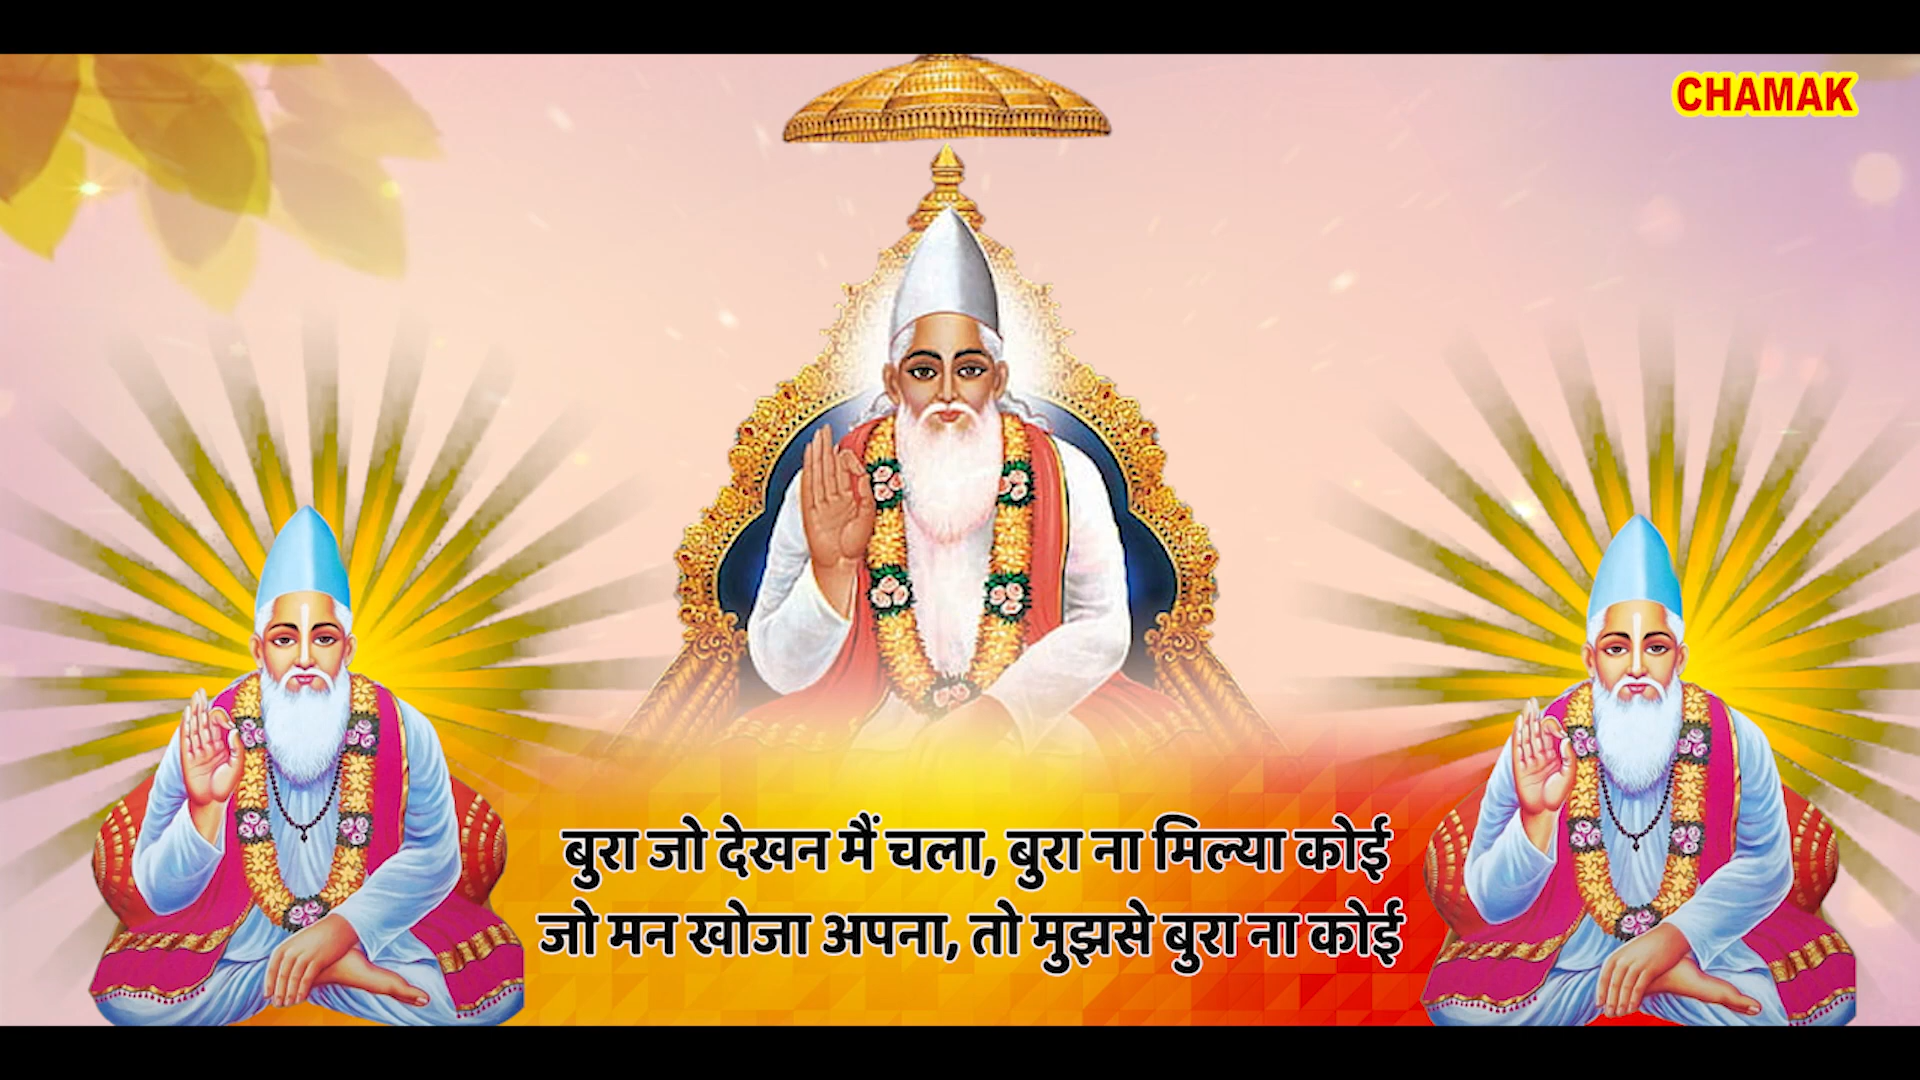 CHAMAK
बुरा जो देखन मैं चला, बुरा ना मिल्या कोई
जो मन खोजा अपना, तो मुझसे बुरा ना कोई